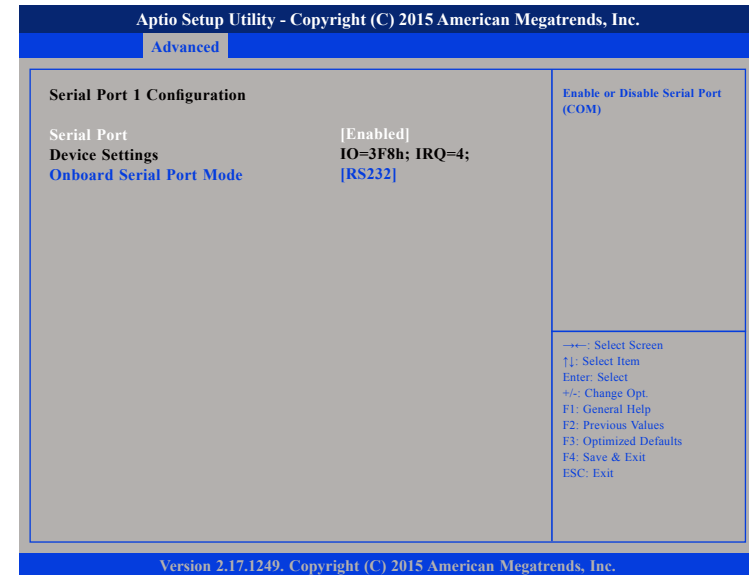 Aptio Setup Utility - Copyright (C) 2015 American Megatrends, Inc.
Advanced
Serial Port 1 Configuration
Serial Port [Enabled]
Device Settings IO=3F8h; IRQ=4;
Onboard Serial Port Mode [RS232]
Enable or Disable Serial Port
(COM)
→←: Select Screen
↑↓: Select Item
Enter: Select
+/-: Change Opt.
F1: General Help
F2: Previous Values
F3: Optimized Defaults
F4: Save & Exit
ESC: Exit
Version 2.17.1249. Copyright (C) 2015 American Megatrends, Inc.